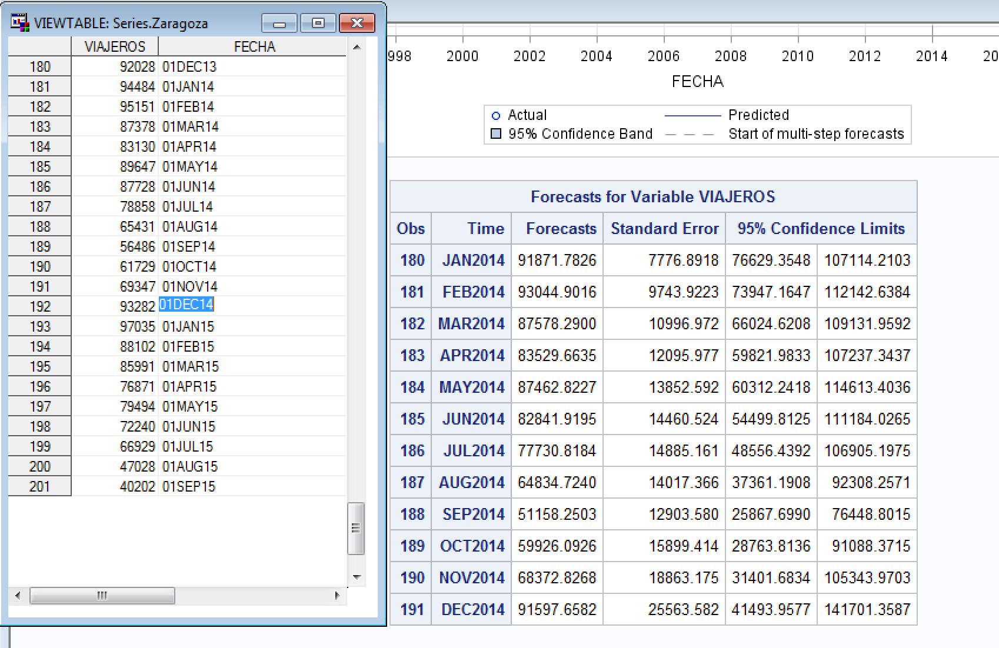 VIEWTABLE: Series.Zaragoza
VIAJEROS FECHA
180 92028 01DEC13
181 94484 01JAN14
182 95151 01FEB14
183 87378 01MAR14
184 83130 01APR14
185 89647 01MAY14
186 87728 01JUN14
187 78858 01JUL14
188 65431 01AUG14
189 56486 01SEP14
190 61729 01OCT14
191 69347 01NOV14
192 93282 01DEC14
193 97035 01JAN15
194 88102 01FEB15
195 85991 01MAR15
196 76871 01APR15
197 79494 01MAY15
198 72240 01JUN15
199 66929 01JUL15
200 47028 01AUG15
201 40202 01SEP15
998 2000 2002 2004 2006 2008 2010 2012 2014 20
FECHA
Actual Predicted
95% Confidence Band Start of multi-step forecasts
Forecasts for Variable VIAJEROS
Obs Time Forecasts Standard Error 95% Confidence Limits
180 JAN2014 91871.7826 7776.8918 76629.3548 107114.2103
181 FEB2014 93044.9016 9743.9223 73947.1647 112142.6384
182 MAR2014 87578.2900 10996.972 66024.6208 109131.9592
183 APR2014 83529.6635 12095.977 59821.9833 107237.3437
184 MAY2014 87462.8227 13852.592 60312.2418 114613.4036
185 JUN2014 82841.9195 14460.524 54499.8125 111184.0265
186 JUL2014 77730.8184 14885.161 48556.4392 106905.1975
187 AUG2014 64834.7240 14017.366 37361.1908 92308.2571
188 SEP2014 51158.2503 12903.580 25867.6990 76448.8015
189 OCT2014 59926.0926 15899.414 28763.8136 91088.3715
190 NOV2014 68372.8268 18863.175 31401.6834 105343.9703
191 DEC2014 91597.6582 25563.582 41493.9577 141701.3587